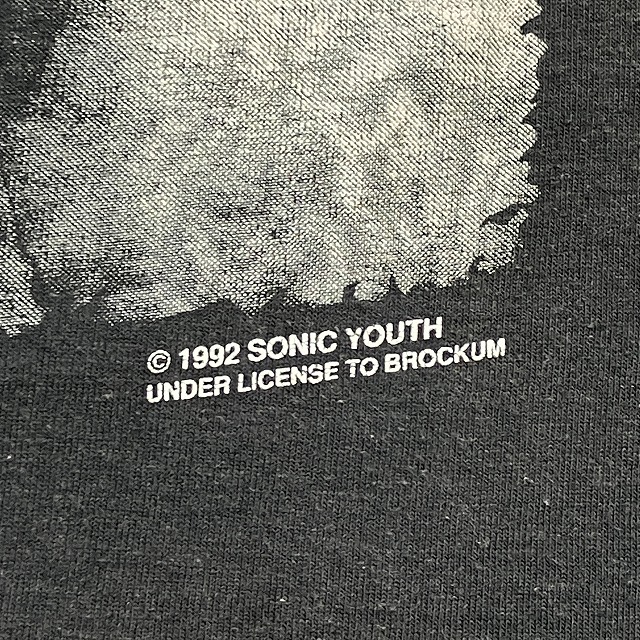 © 1992 SONIC YOUTH
UNDER LICENSE TO BROCKUM